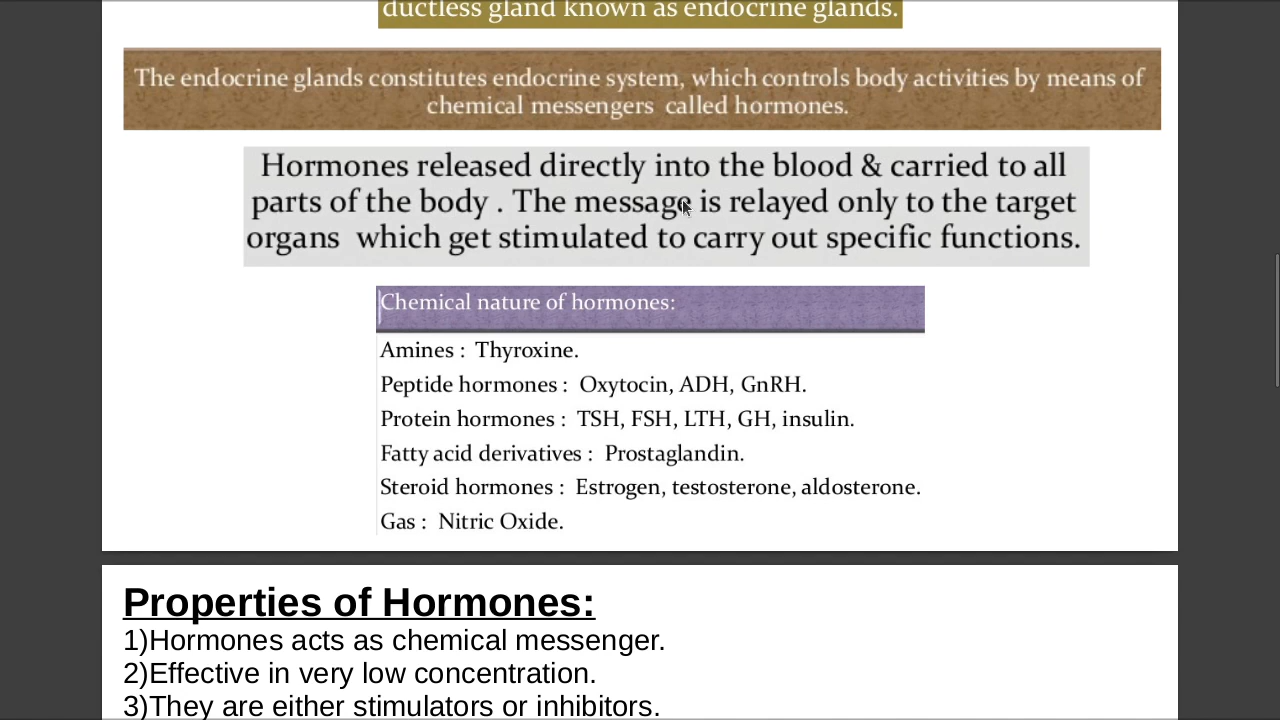 ductless gland known as endocrine glands.
The endocrine glands constitutes endocrine system, which controls body activities by means of
chemical messengers called hormones.
Hormones released directly into the blood & carried to all
parts of the body . The message is relayed only to the target
organs which get stimulated to carry out specific functions.
Chemical nature of hormones:
Amines : Thyroxine.
Peptide hormones : Oxytocin, ADH, GnRH.
Protein hormones : TSH, FSH, LTH, GH, insulin.
Fatty acid derivatives : Prostaglandin.
Steroid hormones : Estrogen, testosterone, aldosterone.
Gas : Nitric Oxide.
Properties of Hormones:
1)Hormones acts as chemical messenger.
2)Effective in very low concentration.
3)They are either stimulators or inhibitors.